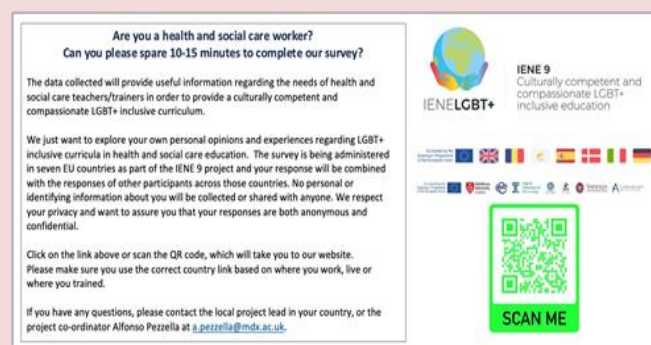 Are you a health and social care worker?
Can you please spare 10-15 minutes to complete our survey?
The data collected will provide useful information regarding the needs of health and
social care teachers/trainers in order to provide a culturally competent and
compassionate LGBT+ inclusive curriculum.
We just want to explore your own personal opinions and experiences regarding LGBT+
inclusive curricula in health and social care education. The survey is being administered
in seven EU countries as part of the IENE 9 project and your response will be combined
with the responses of other participants across those countries. No personal or
identifying information about you will be collected or shared with anyone. We respect
your privacy and want to assure you that your responses are both anonymous and
confidential.
Click on the link above or scan the QR code, which will take you to our website.
Please make sure you use the correct country link based on where you work, live or
where you trained.
If you have any questions, please contact the local project lead in your country, or the
project co-ordinator Alfonso Pezzella at a.pezzella@mdx.ac.uk.
IENELGBT+
IENE 9
Culturally competent and
compassionate LGBT+
inclusive education
SCAN ME